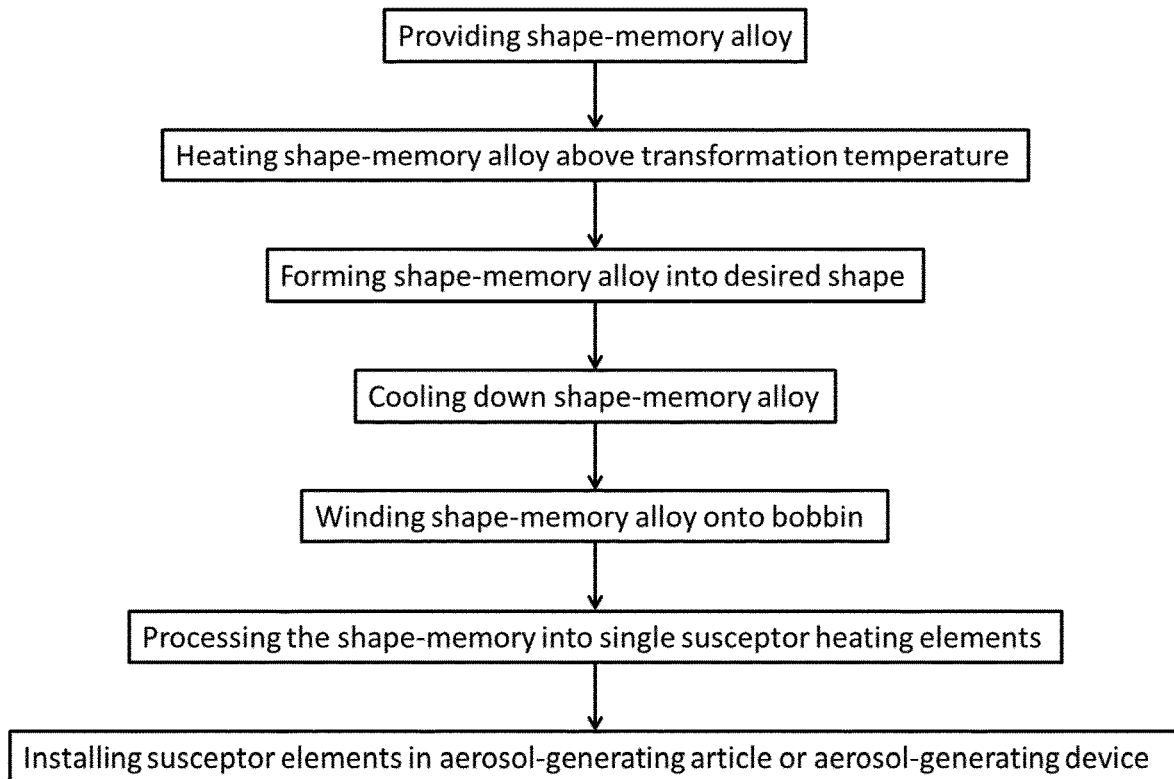 Providing shape-memory alloy
Heating shape-memory alloy above transformation temperature
Forming shape-memory alloy into desired shape
Cooling down shape-memory alloy
Winding shape-memory alloy onto bobbin
Processing the shape-memory into single susceptor heating elements
Installing susceptor elements in aerosol-generating article or aerosol-generating device